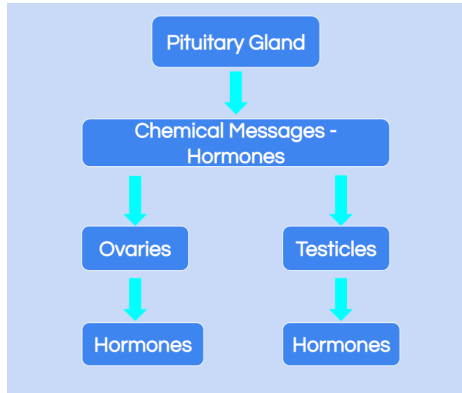 Pituitary Gland
Chemical Messages -
Hormones
Ovaries
Testicles
Hormones
Hormones